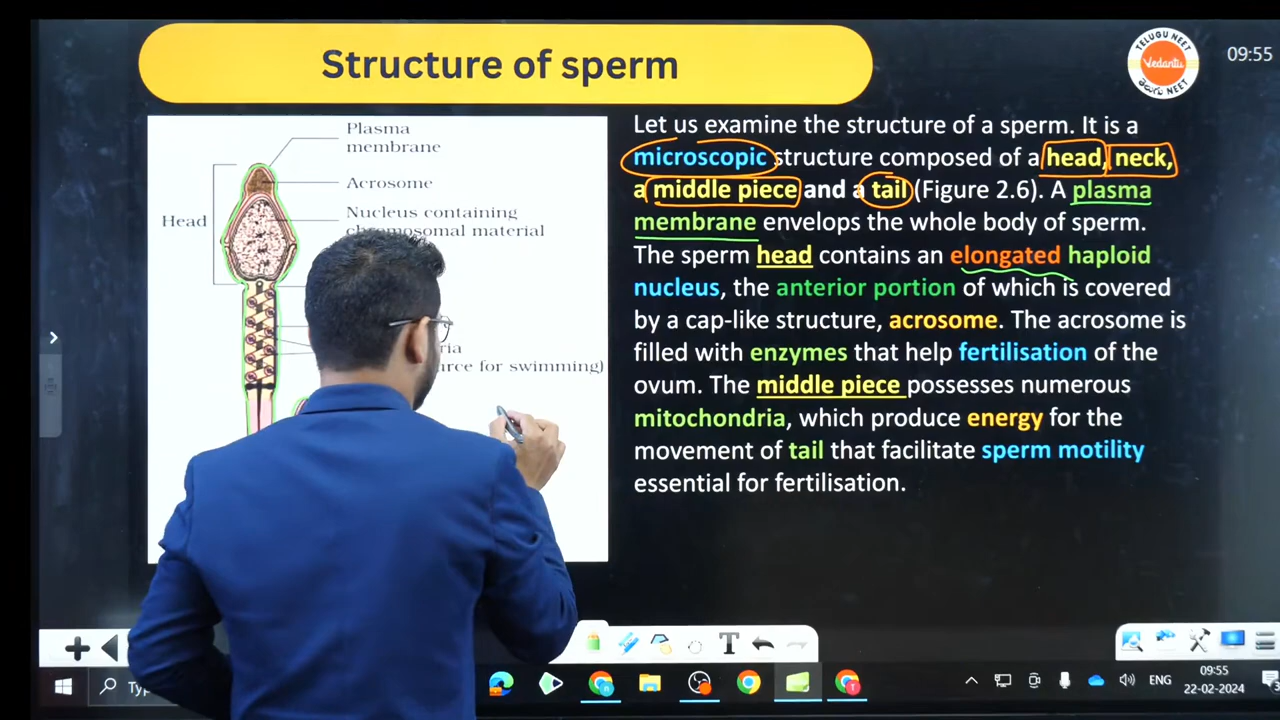 Structure of sperm
TELUGU NEET
Vedantu
తెలుగు NEET
09:55
Plasma
membrane
Acrosome
Head
Nucleus containing
chromosomal material
for swimming)
Let us examine the structure of a sperm. It is a
microscopic structure composed of a head, neck,
a middle piece and a tail (Figure 2.6). A plasma
membrane envelops the whole body of sperm.
The sperm head contains an elongated haploid
nucleus, the anterior portion of which is covered
by a cap-like structure, acrosome. The acrosome is
filled with enzymes that help fertilisation of the
ovum. The middle piece possesses numerous
mitochondria, which produce energy for the
movement of tail that facilitate sperm motility
essential for fertilisation.
T
ENG
09:55
22-02-2024